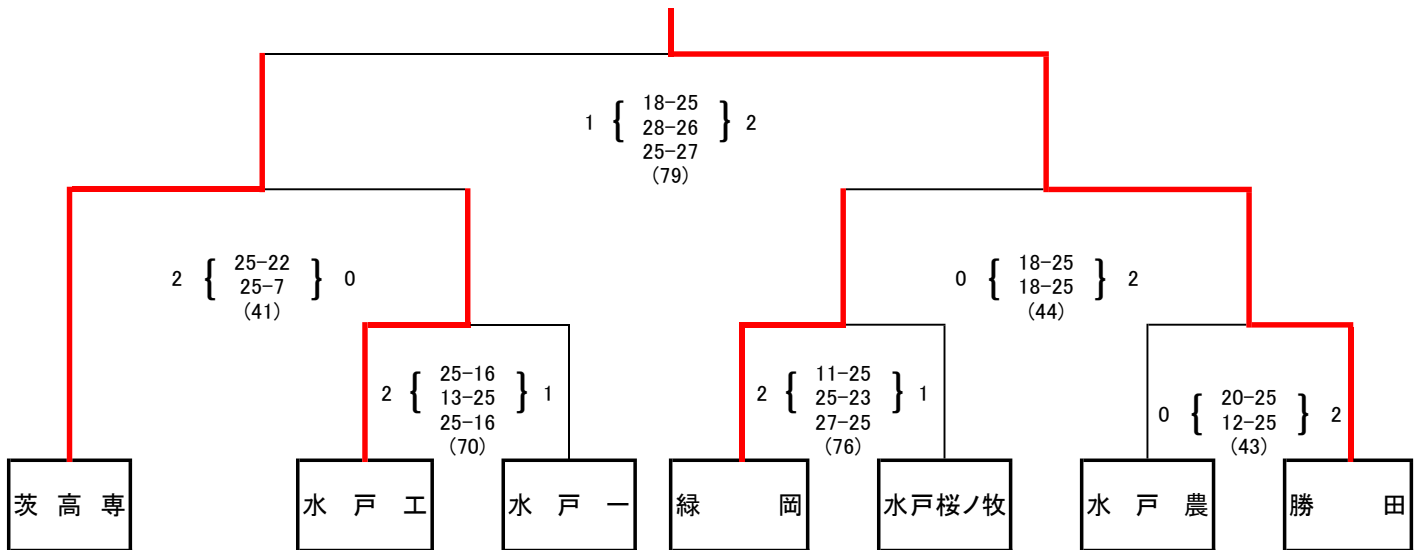 18-25
1 { 28-26 } 2
25-27
(79)
25-22
2 { 25-7 } 0
(41)
18-25
0 { 18-25 } 2
(44)
25-16
2 { 13-25 } 1
25-16
(70)
11-25
2 { 25-23 } 1
27-25
(76)
20-25
0 { 12-25 } 2
(43)
茨高専
水戸工
水戸一
緑岡
水戸桜ノ牧
水戸農
勝田